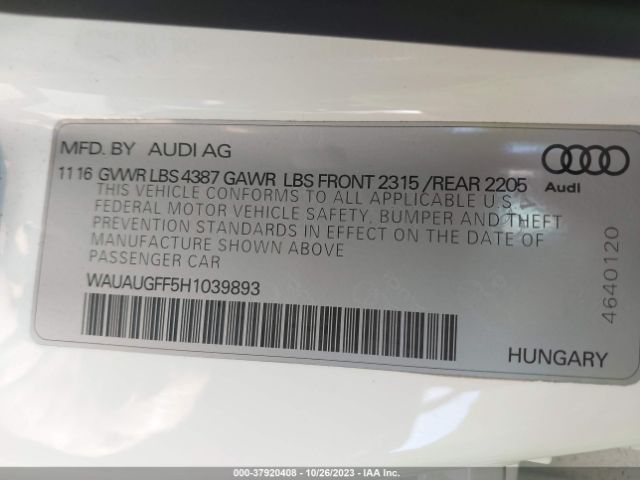 MFD. BY AUDI AG
11 16 GVWR LBS 4387 GAWR LBS FRONT 2315 / REAR 2205
THIS VEHICLE CONFORMS TO ALL APPLICABLE U.S.
FEDERAL MOTOR VEHICLE SAFETY, BUMPER AND THEFT
PREVENTION STANDARDS IN EFFECT ON THE DATE OF
MANUFACTURE SHOWN ABOVE
PASSENGER CAR
WAUAUGFF5H1039893
Audi
4640120
HUNGARY
000-37920408 - 10/26/2023 - IAA Inc.